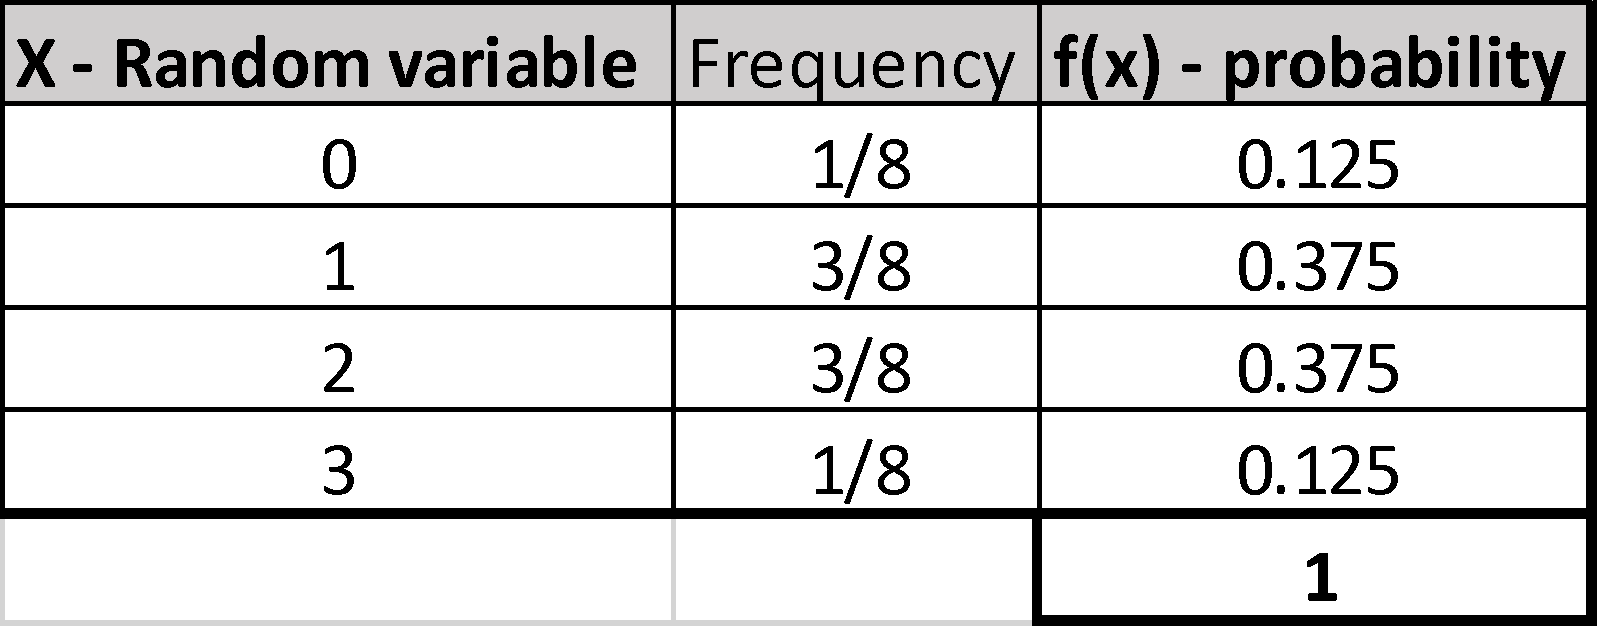 X - Random variable Frequency f(x) - probability
0 1/8 0.125
1 3/8 0.375
2 3/8 0.375
3 1/8 0.125
1